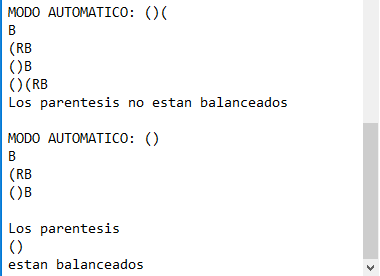 MODO AUTOMATICO: ()(
B
(RB
()B
()(RB
Los parentesis no estan balanceados
MODO AUTOMATICO: ()
B
(RB
()B
Los parentesis
()
estan balanceados